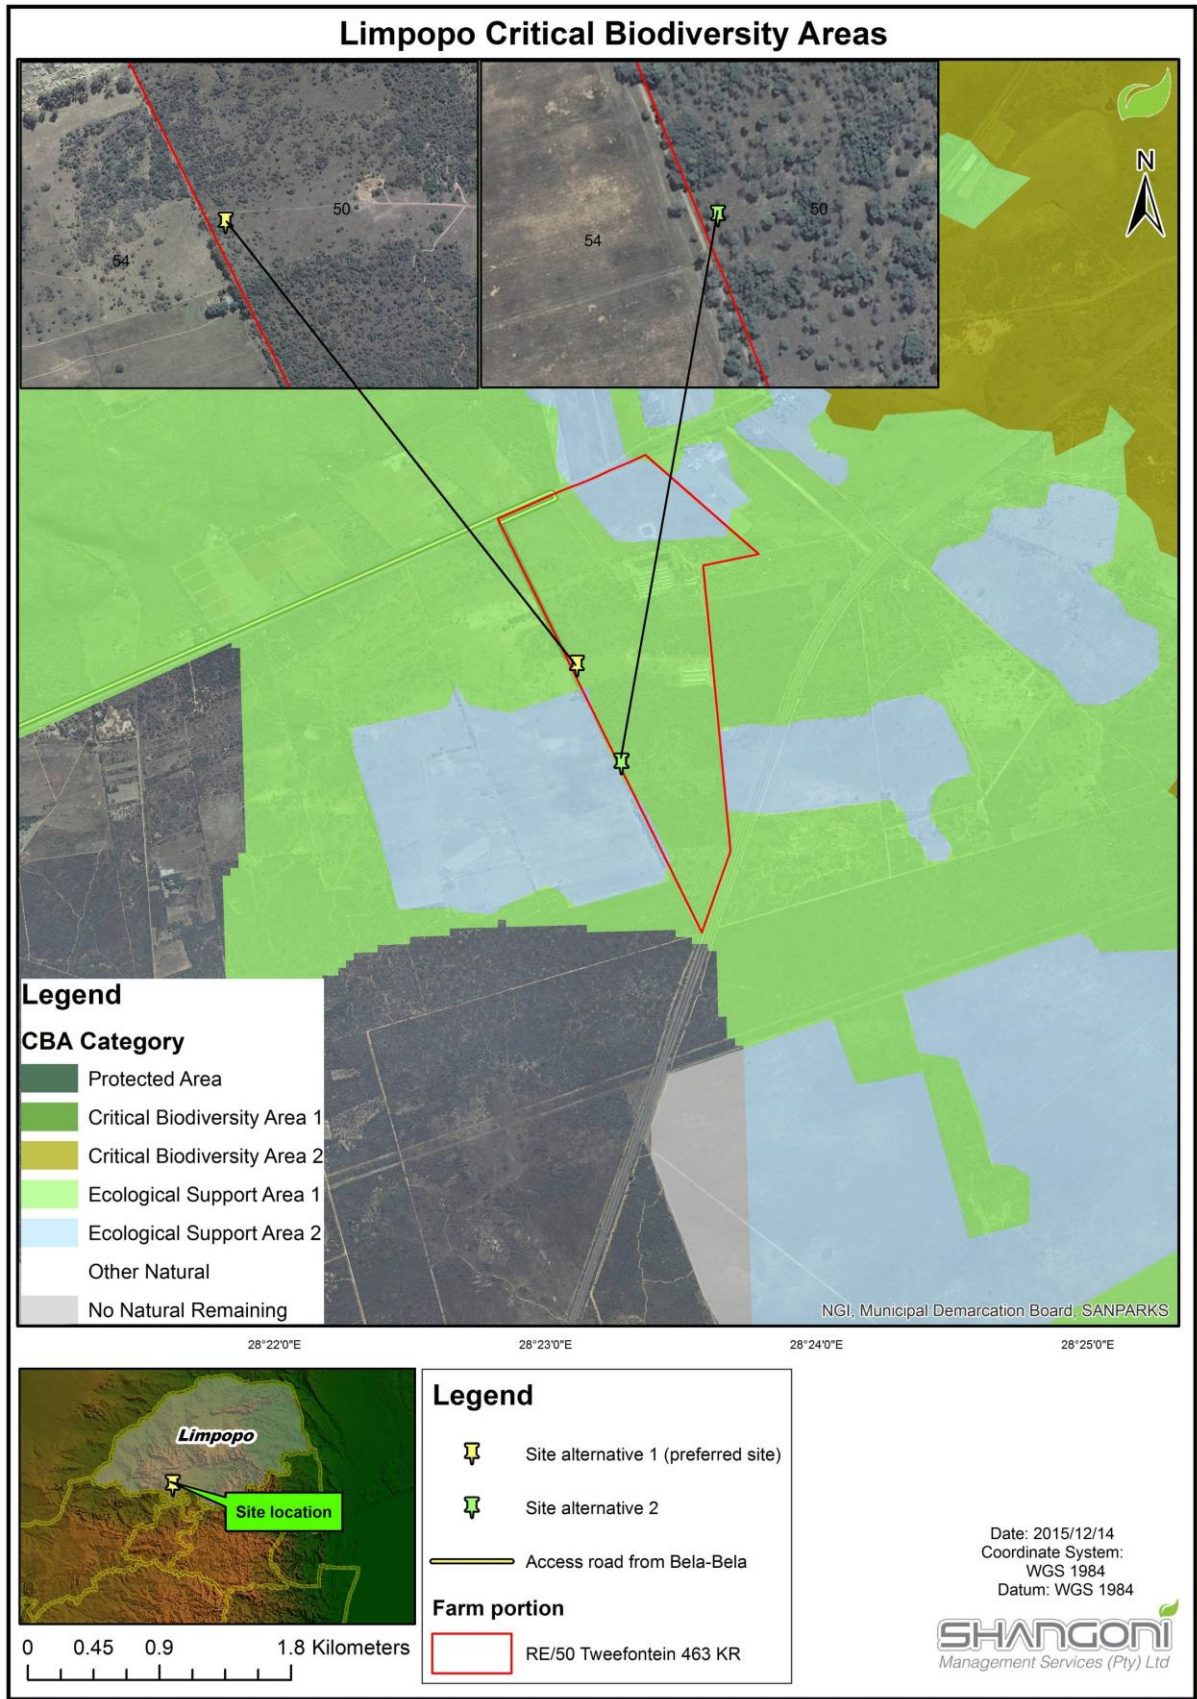 Limpopo Critical Biodiversity Areas
50
54
50
54
N
Legend
CBA Category
Protected Area
Critical Biodiversity Area 1
Critical Biodiversity Area 2
Ecological Support Area 1
Ecological Support Area 2
Other Natural
No Natural Remaining
NGI, Municipal Demarcation Board, SANPARKS
28°22'0"E 28°23'0"E 28°24'0"E 28°25'0"E
Limpopo
Site location
0 0.45 0.9 1.8 Kilometers
Legend
Site alternative 1 (preferred site)
Site alternative 2
Access road from Bela-Bela
Farm portion
RE/50 Tweefontein 463 KR
Date: 2015/12/14
Coordinate System:
WGS 1984
Datum: WGS 1984
SHANGONI
Management Services (Pty) Ltd